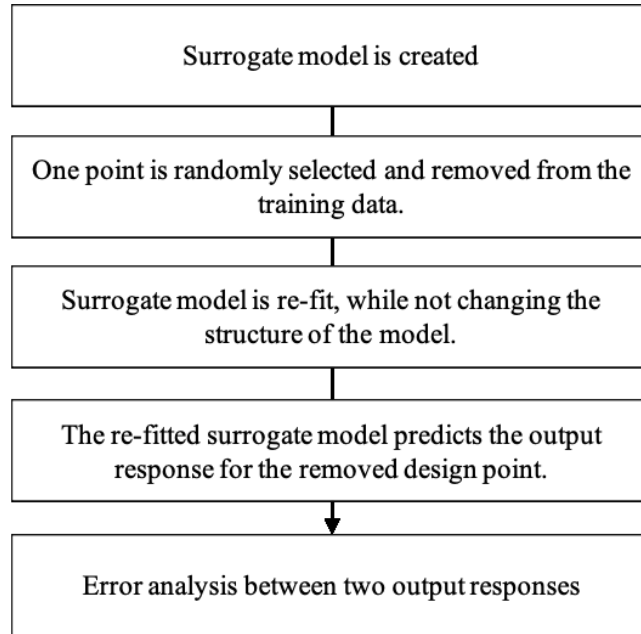 Surrogate model is created
One point is randomly selected and removed from the
training data.
Surrogate model is re-fit, while not changing the
structure of the model.
The re-fitted surrogate model predicts the output
response for the removed design point.
Error analysis between two output responses